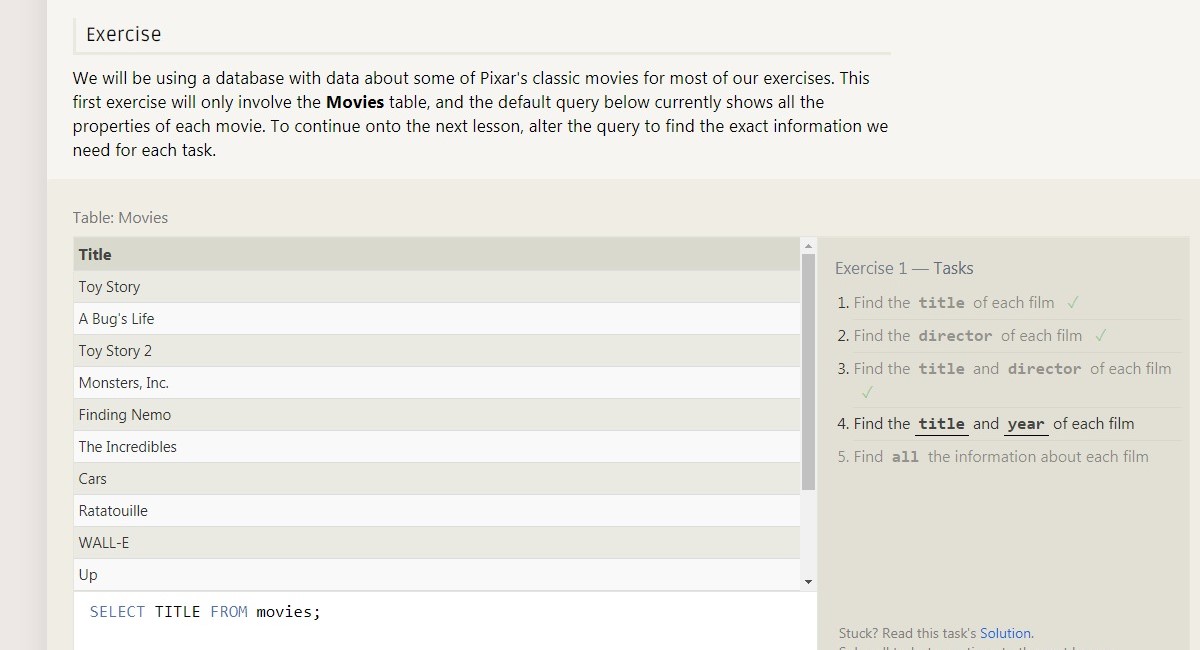 Exercise
We will be using a database with data about some of Pixar's classic movies for most of our exercises. This
first exercise will only involve the Movies table, and the default query below currently shows all the
properties of each movie. To continue onto the next lesson, alter the query to find the exact information we
need for each task.
Table: Movies
Title
Toy Story
A Bug's Life
Toy Story 2
Monsters, Inc.
Finding Nemo
The Incredibles
Cars
Ratatouille
WALL-E
Up
SELECT TITLE FROM movies;
Exercise 1 — Tasks
1. Find the title of each film ✓
2. Find the director of each film ✓
3. Find the title and director of each film
✓
4. Find the title and year of each film
5. Find all the information about each film
Stuck? Read this task's Solution.